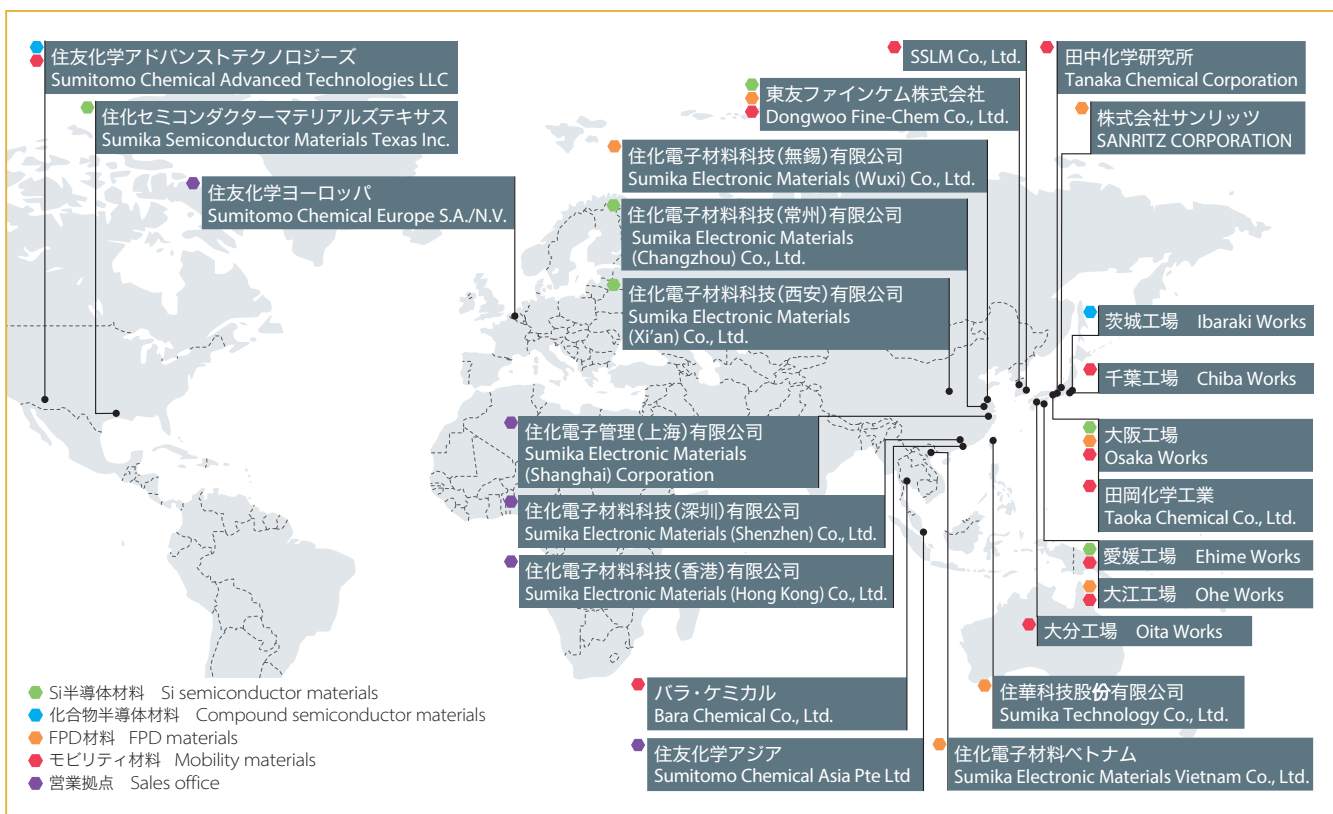 住友化学アドバンストテクノロジーズ
Sumitomo Chemical Advanced Technologies LLC
住化セミコンダクターマテリアルズテキサス
Sumika Semiconductor Materials Texas Inc.
住友化学ヨーロッパ
Sumitomo Chemical Europe S.A./N.V.
SSLM Co., Ltd.
東友ファインケム株式会社
Dongwoo Fine-Chem Co., Ltd.
住化電子材料科技(無錫)有限公司
Sumika Electronic Materials (Wuxi) Co., Ltd.
住化電子材料科技(常州)有限公司
Sumika Electronic Materials
(Changzhou) Co., Ltd.
住化電子材料科技(西安)有限公司
Sumika Electronic Materials
(Xi’an) Co., Ltd.
住化電子管理(上海)有限公司
Sumika Electronic Materials
(Shanghai) Corporation
住化電子材料科技(深圳)有限公司
Sumika Electronic Materials (Shenzhen) Co., Ltd.
住化電子材料科技(香港)有限公司
Sumika Electronic Materials (Hong Kong) Co., Ltd.
田中化学研究所
Tanaka Chemical Corporation
株式会社サンリッツ
SANRITZ CORPORATION
茨城工場 Ibaraki Works
千葉工場 Chiba Works
大阪工場
Osaka Works
田岡化学工業
Taoka Chemical Co., Ltd.
愛媛工場 Ehime Works
大江工場 Ohe Works
大分工場 Oita Works
バラ・ケミカル
Bara Chemical Co., Ltd.
住友化学アジア
Sumitomo Chemical Asia Pte Ltd
住華科技股份有限公司
Sumika Technology Co., Ltd.
住化電子材料ベトナム
Sumika Electronic Materials Vietnam Co., Ltd.
Si半導体材料 Si semiconductor materials
化合物半導体材料 Compound semiconductor materials
FPD材料 FPD materials
モビリティ材料 Mobility materials
営業拠点 Sales office